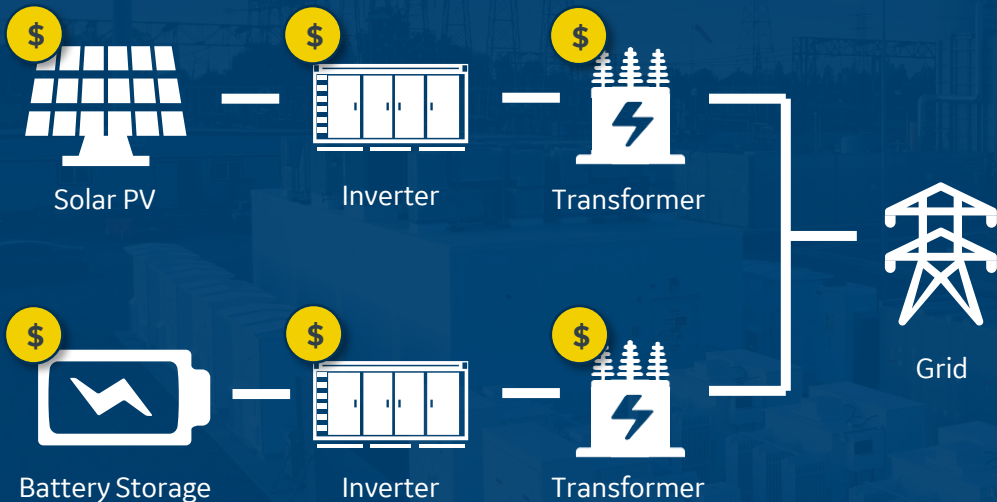 $
$
$
Solar PV
Inverter
Transformer
Grid
$
$
$
Battery Storage
Inverter
Transformer